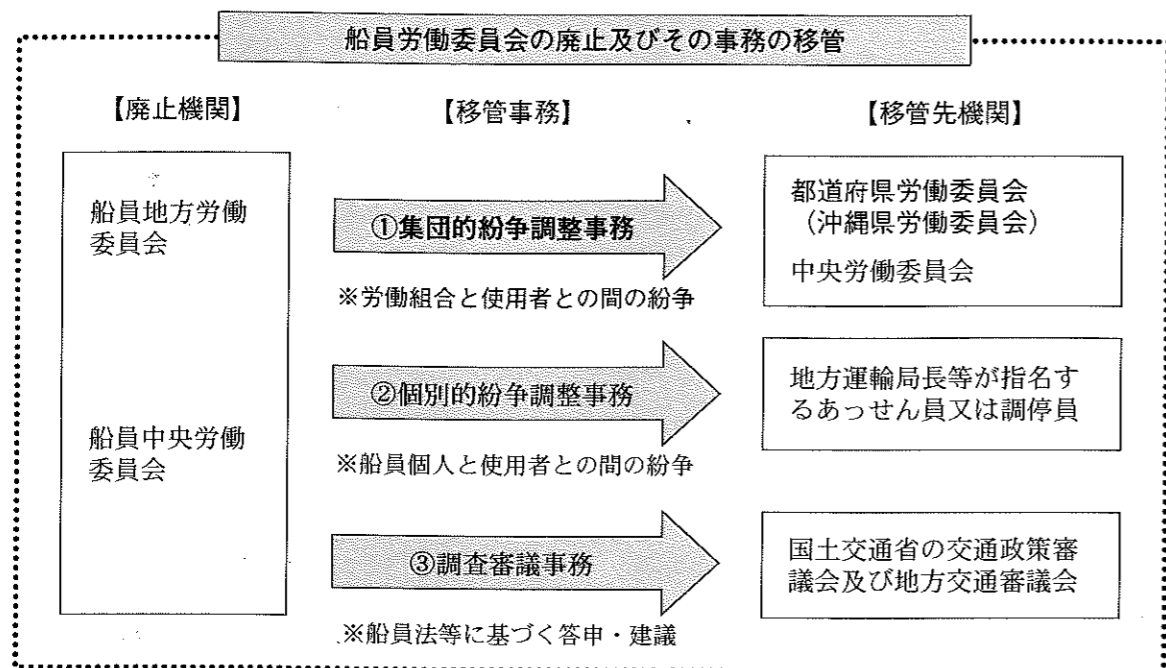 船員労働委員会の廃止及びその事務の移管
【廃止機関】
【移管事務】
【移管先機関】
船員地方労働
委員会
船員中央労働
委員会
①集団的紛争調整事務
※労働組合と使用者との間の紛争
都道府県労働委員会
（沖縄県労働委員会）
中央労働委員会
②個別的紛争調整事務
※船員個人と使用者との間の紛争
地方運輸局長等が指名す
るあっせん員又は調停員
③調査審議事務
※船員法等に基づく答申・建議
国土交通省の交通政策審
議会及び地方交通審議会